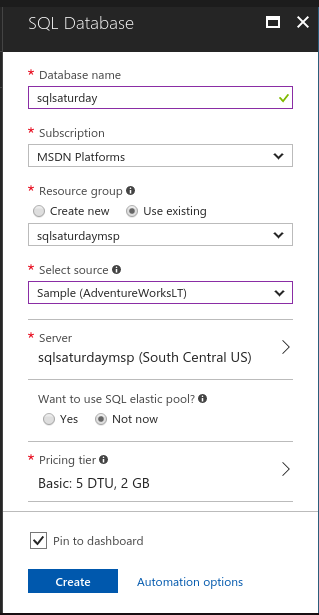 SQL Database
* Database name
sqlsaturday
* Subscription
MSDN Platforms
* Resource group
Create new Use existing
sqlsaturdaymsp
* Select source
Sample (AdventureWorksLT)
* Server
sqlsaturdaymsp (South Central US)
Want to use SQL elastic pool?
Yes Not now
* Pricing tier
Basic: 5 DTU, 2 GB
Pin to dashboard
Create Automation options